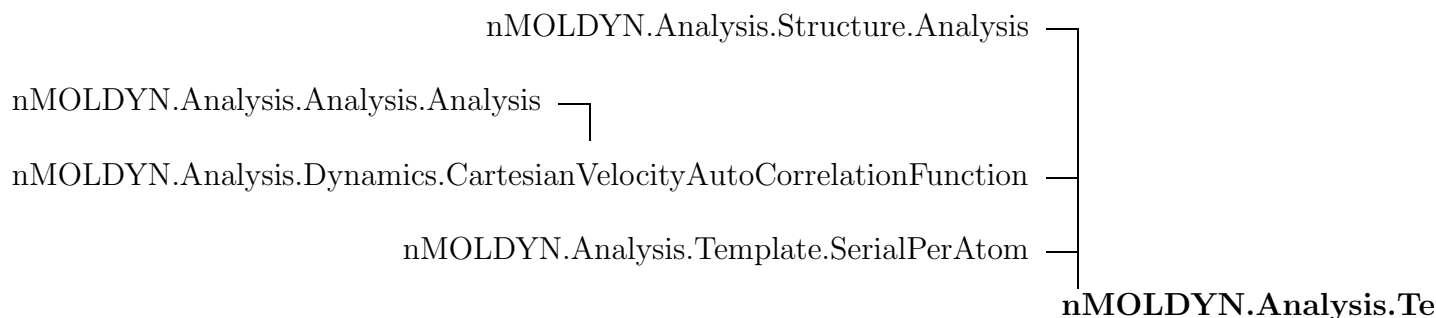 nMOLDYN.Analysis.Structure.Analysis
nMOLDYN.Analysis.Analysis.Analysis
nMOLDYN.Analysis.Dynamics.CartesianVelocityAutoCorrelationFunction
nMOLDYN.Analysis.Template.SerialPerAtom
nMOLDYN.Analysis.Te